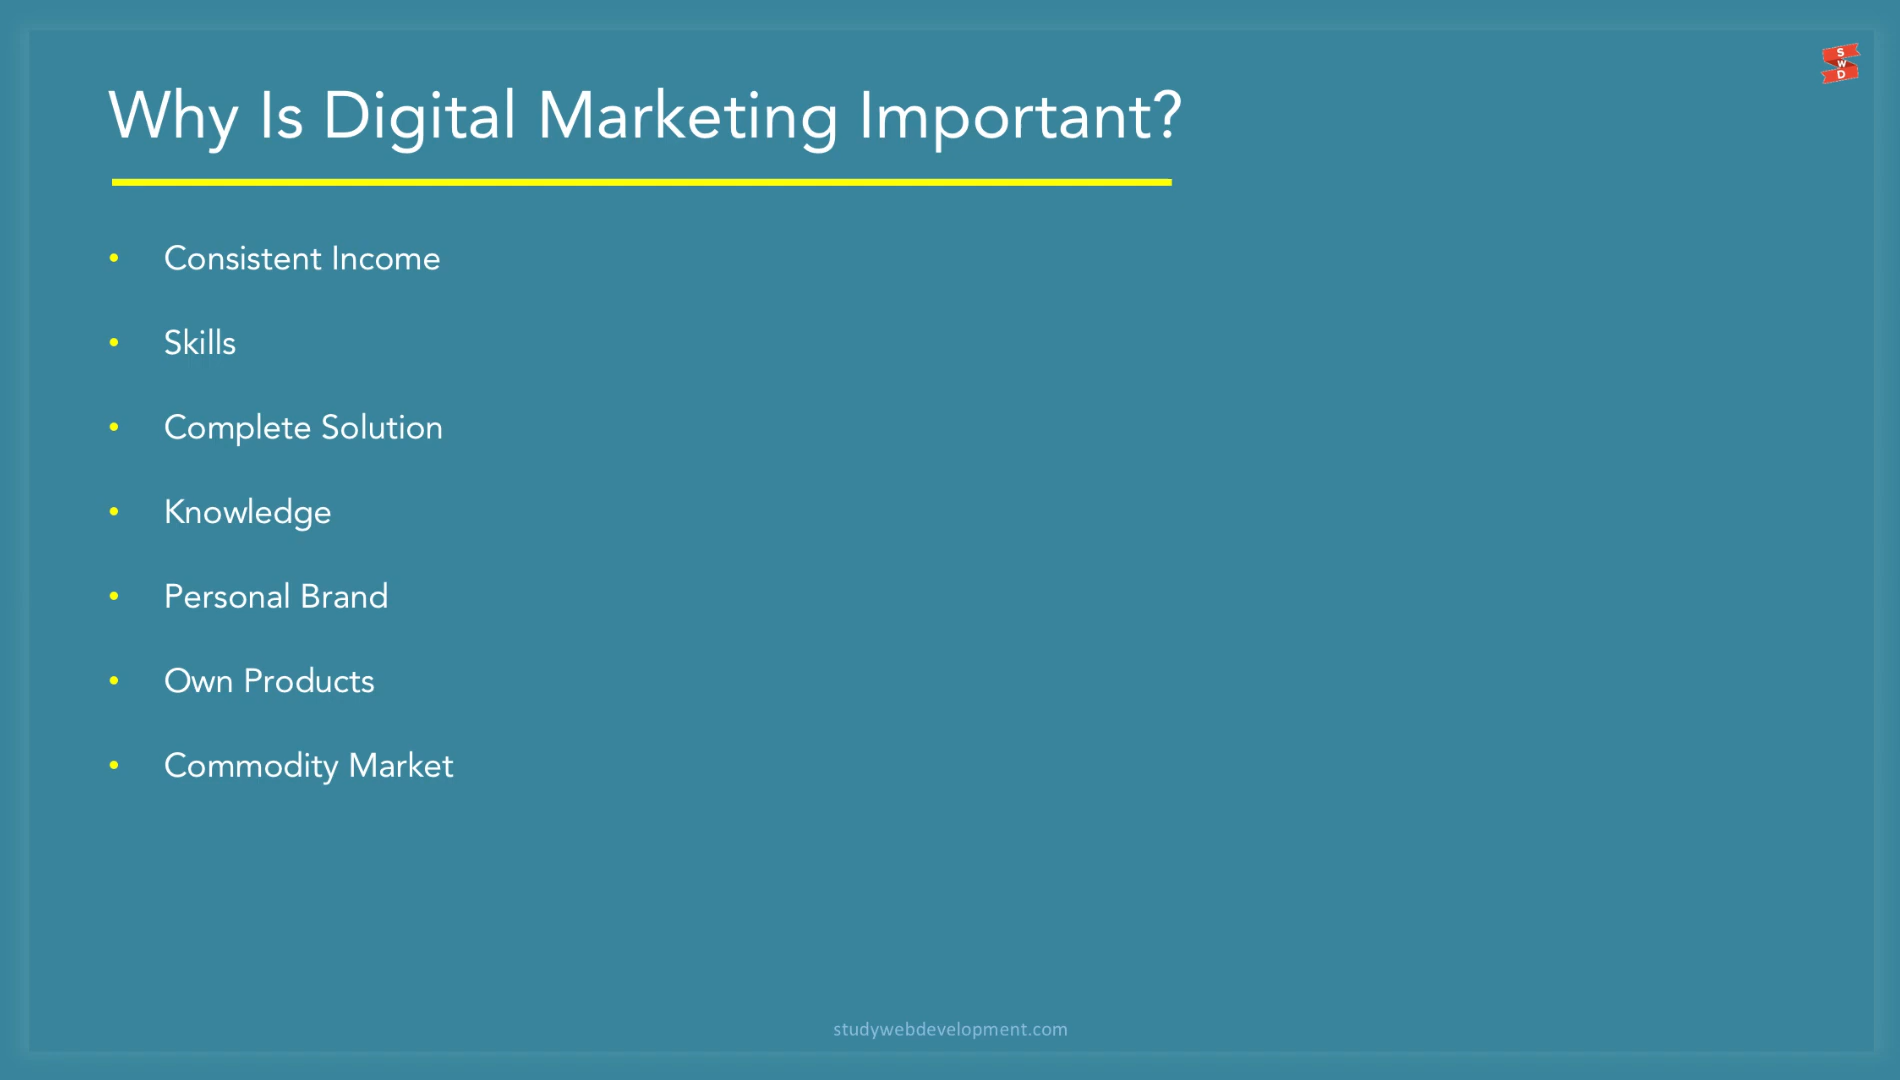 S
W
D
Why Is Digital Marketing Important?
• Consistent Income
• Skills
• Complete Solution
• Knowledge
• Personal Brand
• Own Products
• Commodity Market
studywebdevelopment.com